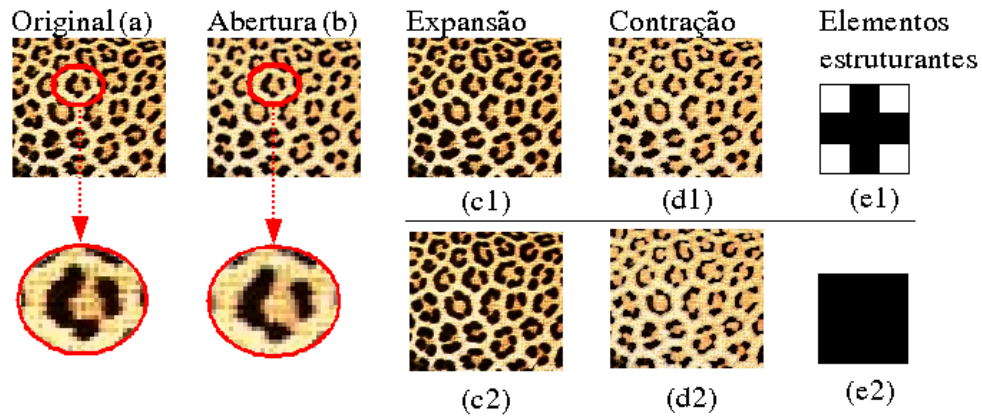 Original (a)
Abertura (b)
Expansão
Contração
Elementos
estruturantes
(c1)
(d1)
(e1)
(c2)
(d2)
(e2)